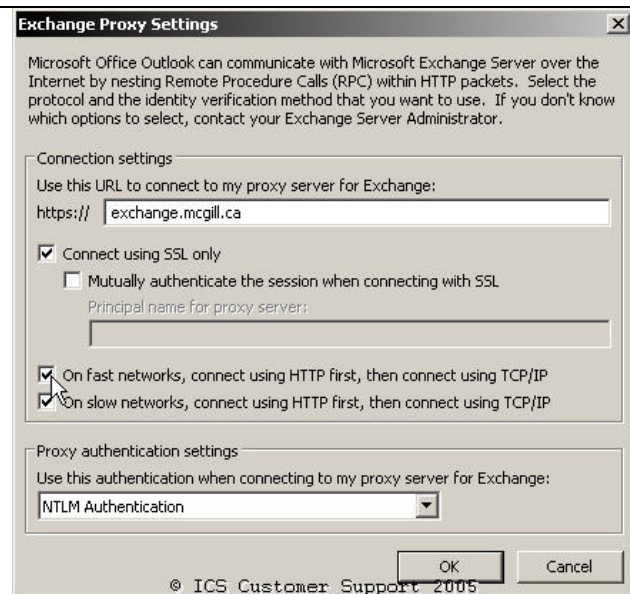 Exchange Proxy Settings
Microsoft Office Outlook can communicate with Microsoft Exchange Server over the
Internet by nesting Remote Procedure Calls (RPC) within HTTP packets. Select the
protocol and the identity verification method that you want to use. If you don't know
which options to select, contact your Exchange Server Administrator.
Connection settings
Use this URL to connect to my proxy server for Exchange:
https:// exchange.mcgill.ca
Connect using SSL only
Mutually authenticate the session when connecting with SSL
Principal name for proxy server:
On fast networks, connect using HTTP first, then connect using TCP/IP
On slow networks, connect using HTTP first, then connect using TCP/IP
Proxy authentication settings
Use this authentication when connecting to my proxy server for Exchange:
NTLM Authentication
OK Cancel
© ICS Customer Support 2005